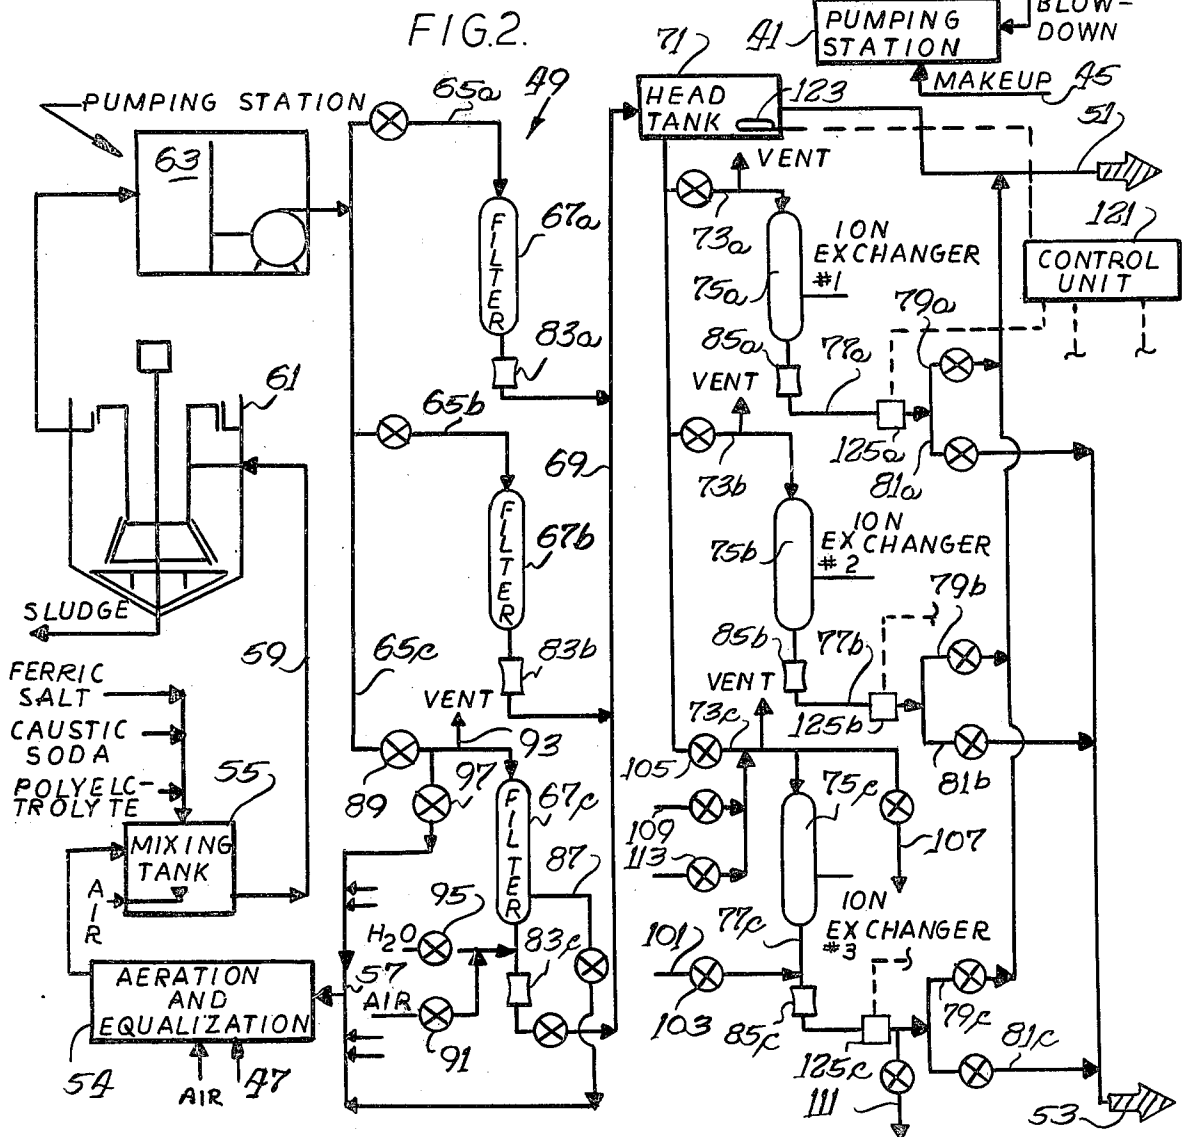 FIG.2.
BLOW-
DOWN
41
PUMPING
STATION
MAKEUP
45
PUMPING STATION
63
65a
49
71
HEAD
TANK
123
51
VENT
73a
67a
FILTER
ION
EXCHANGER
#1
75a
121
CONTROL
UNIT
83a
85a
77a
79a
VENT
61
65b
73b
125a
81a
69
FILTER
67b
75b
ION
EXCHANGER
#2
79b
SLUDGE
59
65c
83b
85b
77b
VENT
125b
81b
FERRIC
SALT
CAUSTIC
SODA
POLYELC-
TROLYTE
VENT
93
73c
105
89
97
FILTER
67c
75c
109
113
107
55
MIXING
TANK
AIR
87
95
H2O
83c
77c
ION
EXCHANGER
#3
101
103
57
AIR
91
85c
79c
AERATION
AND
EQUALIZATION
54
AIR
47
125c
81c
111
53